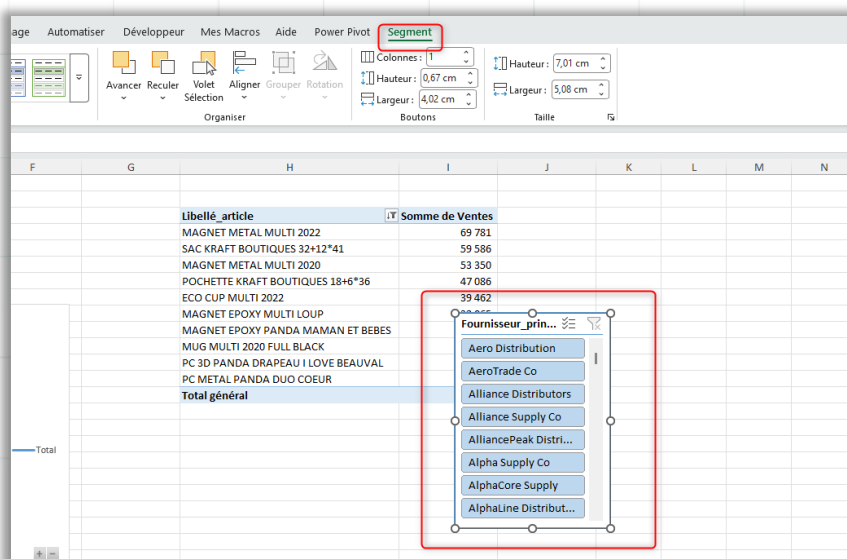 age Automatiser Développeur Mes Macros Aide Power Pivot Segment
Colonnes : 1
Hauteur : 0,67 cm
Largeur : 4,02 cm
Hauteur : 7,01 cm
Largeur : 5,08 cm
Avancer Reculer Volet Sélection Aligner Grouper Rotation
Organiser Boutons Taille
F G H I J K L M N
Libellé_article Somme de Ventes
MAGNET METAL MULTI 2022 69 781
SAC KRAFT BOUTIQUES 32+12*41 59 586
MAGNET METAL MULTI 2020 53 350
POCHETTE KRAFT BOUTIQUES 18+6*36 47 086
ECO CUP MULTI 2022 39 462
MAGNET EPOXY MULTI LOUP
MAGNET EPOXY PANDA MAMAN ET BEBES
MUG MULTI 2020 FULL BLACK
PC 3D PANDA DRAPEAU I LOVE BEAUVAL
PC METAL PANDA DUO COEUR
Total général
Fournisseur_prin...
Aero Distribution
AeroTrade Co
Alliance Distributors
Alliance Supply Co
AlliancePeak Distri...
Alpha Supply Co
AlphaCore Supply
AlphaLine Distribut...
Total